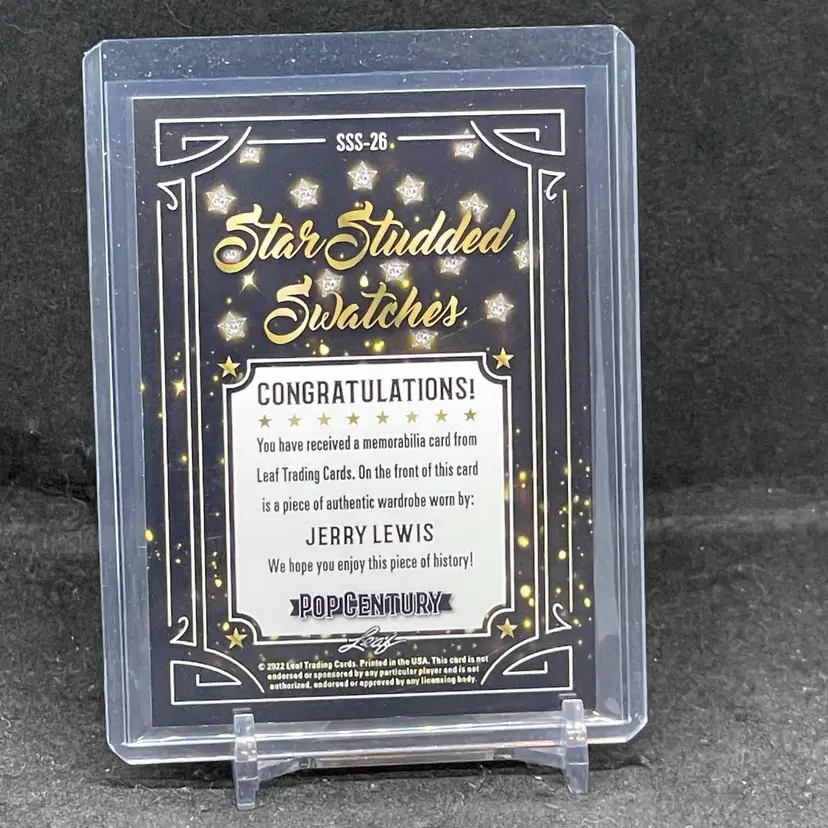 SSS-26
Star Studded
Swatches
CONGRATULATIONS!
You have received a memorabilia card from
Leaf Trading Cards. On the front of this card
is a piece of authentic wardrobe worn by:
JERRY LEWIS
We hope you enjoy this piece of history!
POP CENTURY
Leaf
© 2022 Leaf Trading Cards. Printed in the USA. This card is not
endorsed or sponsored by any particular player and is not
authorized, endorsed or approved by any licensing body.